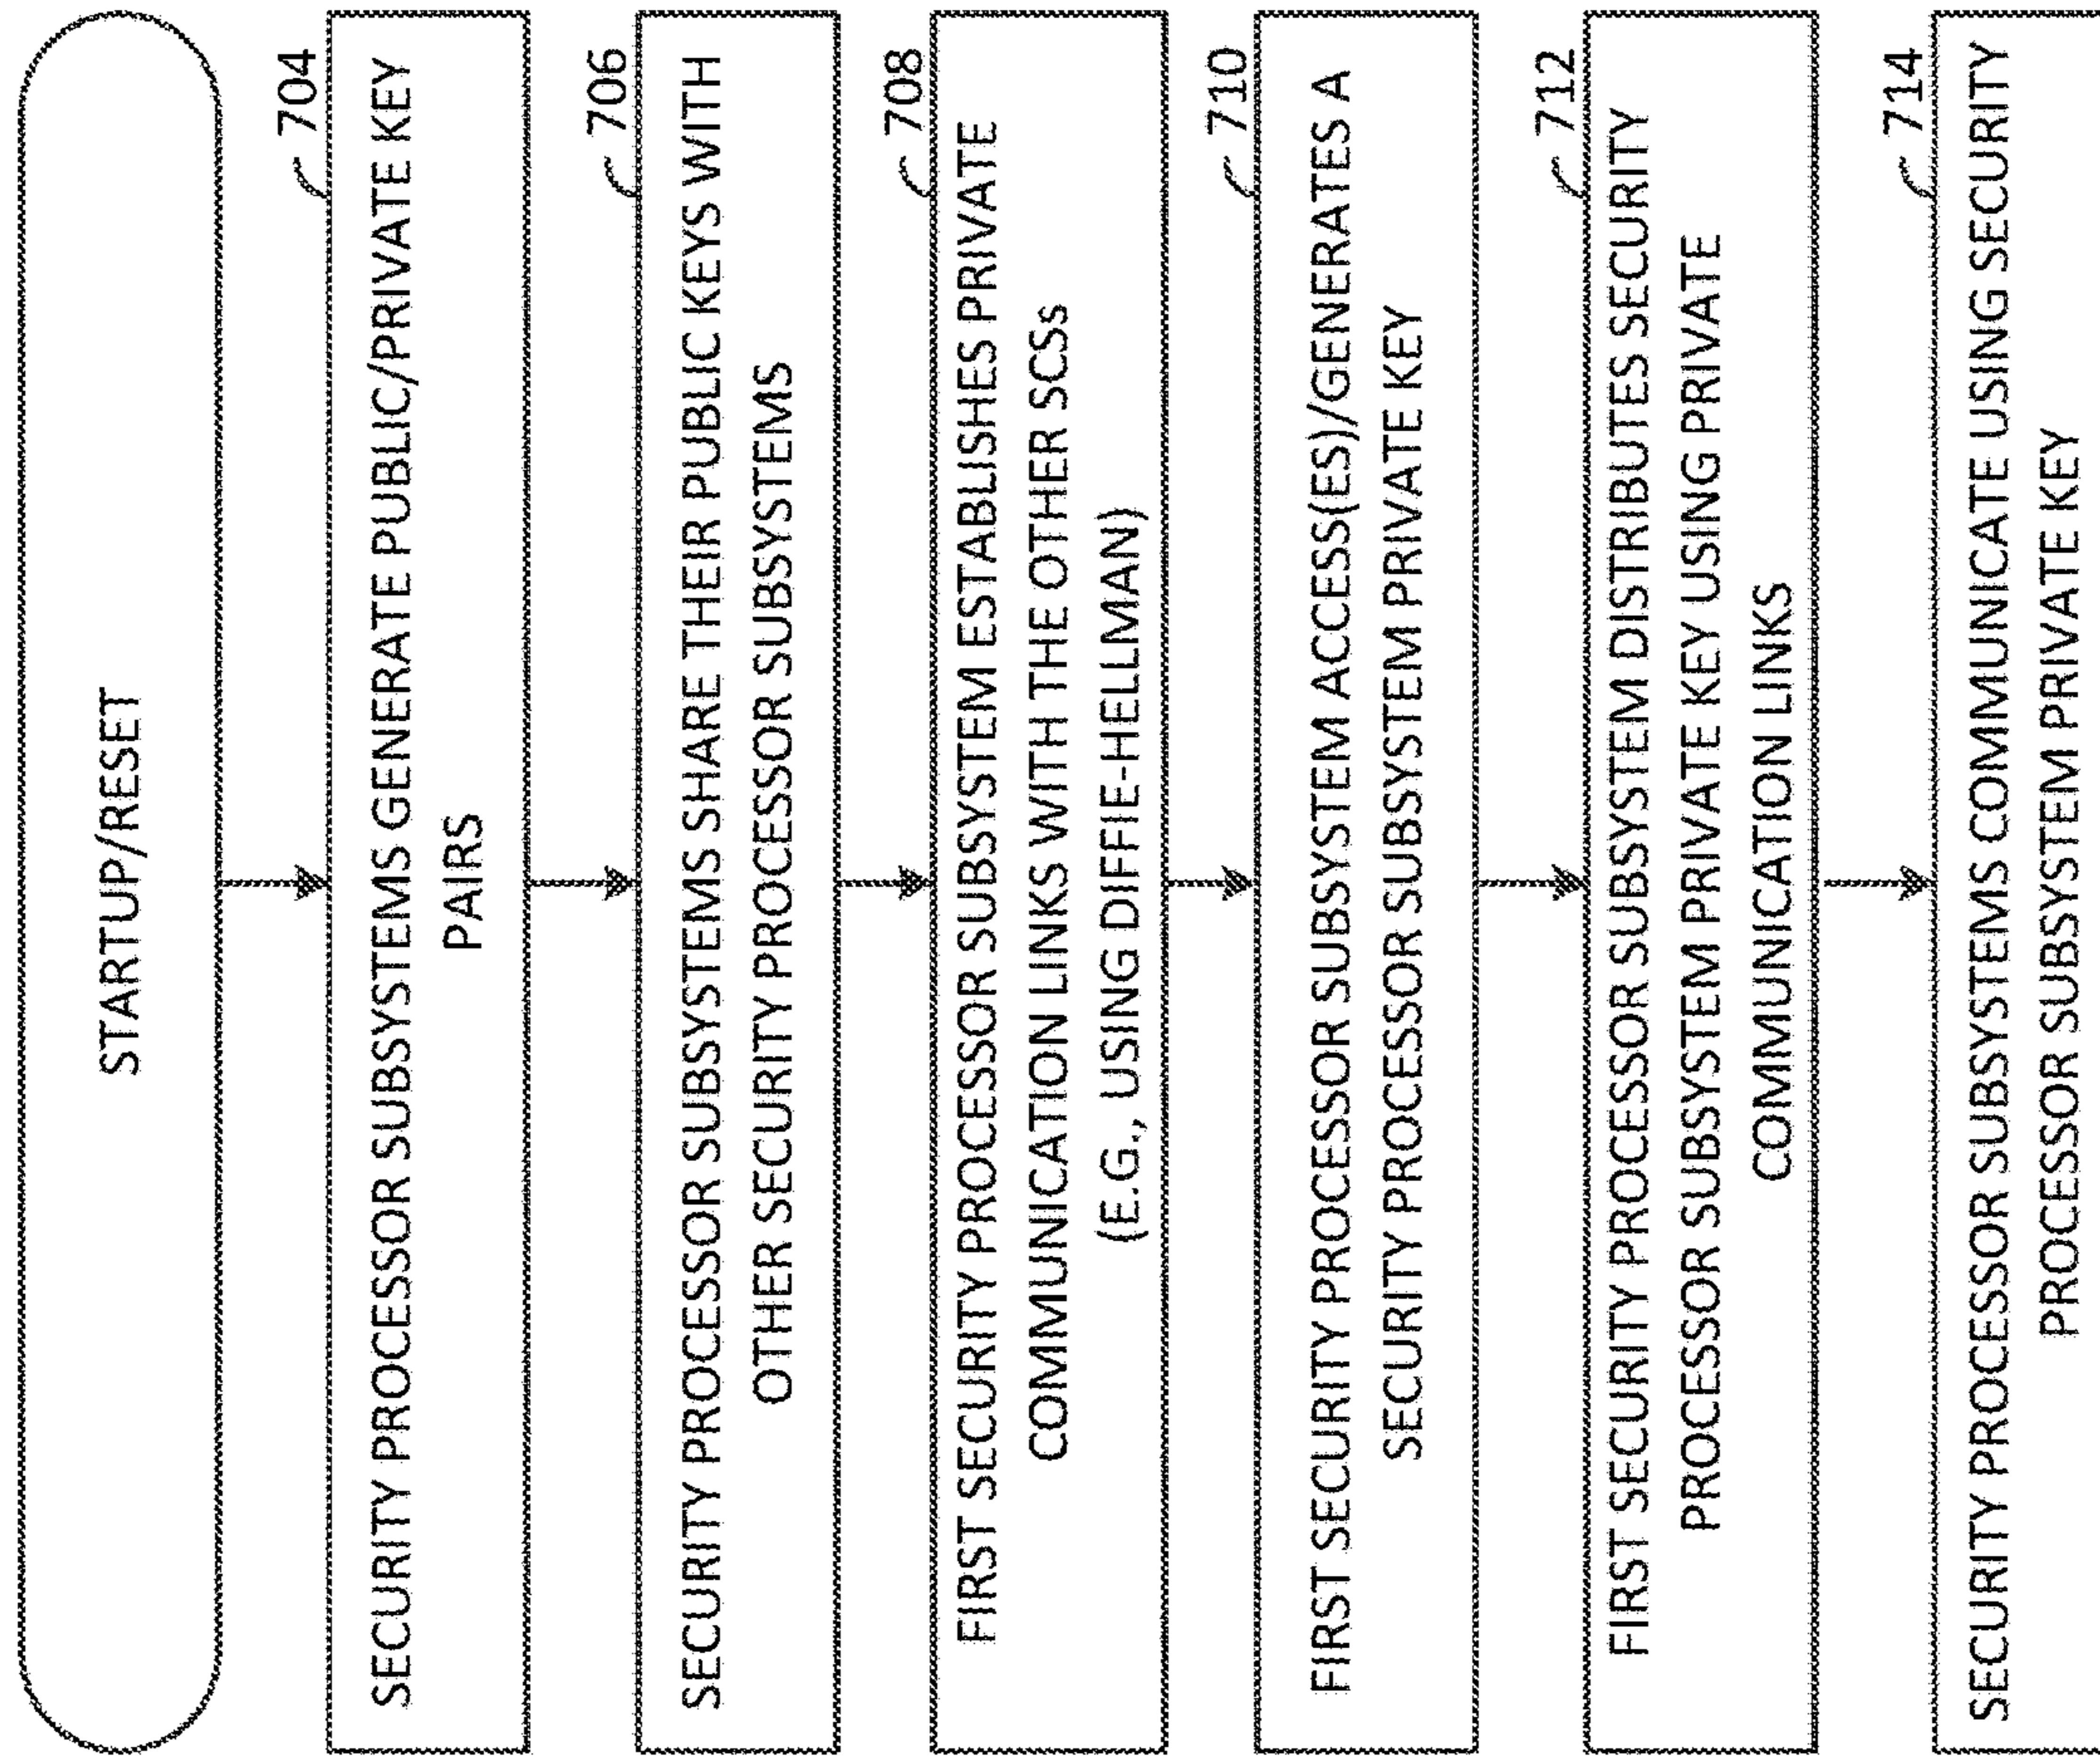 STARTUP/RESET
704
SECURITY PROCESSOR SUBSYSTEMS GENERATE PUBLIC/PRIVATE KEY
PAIRS
706
SECURITY PROCESSOR SUBSYSTEMS SHARE THEIR PUBLIC KEYS WITH
OTHER SECURITY PROCESSOR SUBSYSTEMS
708
FIRST SECURITY PROCESSOR SUBSYSTEM ESTABLISHES PRIVATE
COMMUNICATION LINKS WITH THE OTHER SCSs
(E.G., USING DIFFIE-HELLMAN)
710
FIRST SECURITY PROCESSOR SUBSYSTEM ACCESS(ES)/GENERATES A
SECURITY PROCESSOR SUBSYSTEM PRIVATE KEY
712
FIRST SECURITY PROCESSOR SUBSYSTEM DISTRIBUTES SECURITY
PROCESSOR SUBSYSTEM PRIVATE KEY USING PRIVATE
COMMUNICATION LINKS
714
SECURITY PROCESSOR SUBSYSTEMS COMMUNICATE USING SECURITY
PROCESSOR SUBSYSTEM PRIVATE KEY